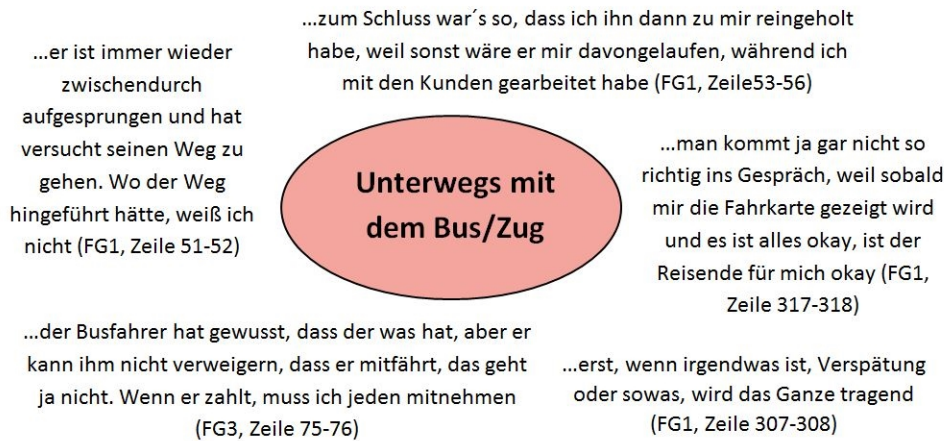 ...zum Schluss war´s so, dass ich ihn dann zu mir reingeholt
habe, weil sonst wäre er mir davongelaufen, während ich
mit den Kunden gearbeitet habe (FG1, Zeile53-56)
...er ist immer wieder
zwischendurch
aufgesprungen und hat
versucht seinen Weg zu
gehen. Wo der Weg
hingeführt hätte, weiß ich
nicht (FG1, Zeile 51-52)
Unterwegs mit
dem Bus/Zug
...man kommt ja gar nicht so
richtig ins Gespräch, weil sobald
mir die Fahrkarte gezeigt wird
und es ist alles okay, ist der
Reisende für mich okay (FG1,
Zeile 317-318)
...der Busfahrer hat gewusst, dass der was hat, aber er
kann ihm nicht verweigern, dass er mitfährt, das geht
ja nicht. Wenn er zahlt, muss ich jeden mitnehmen
(FG3, Zeile 75-76)
...erst, wenn irgendwas ist, Verspätung
oder sowas, wird das Ganze tragend
(FG1, Zeile 307-308)